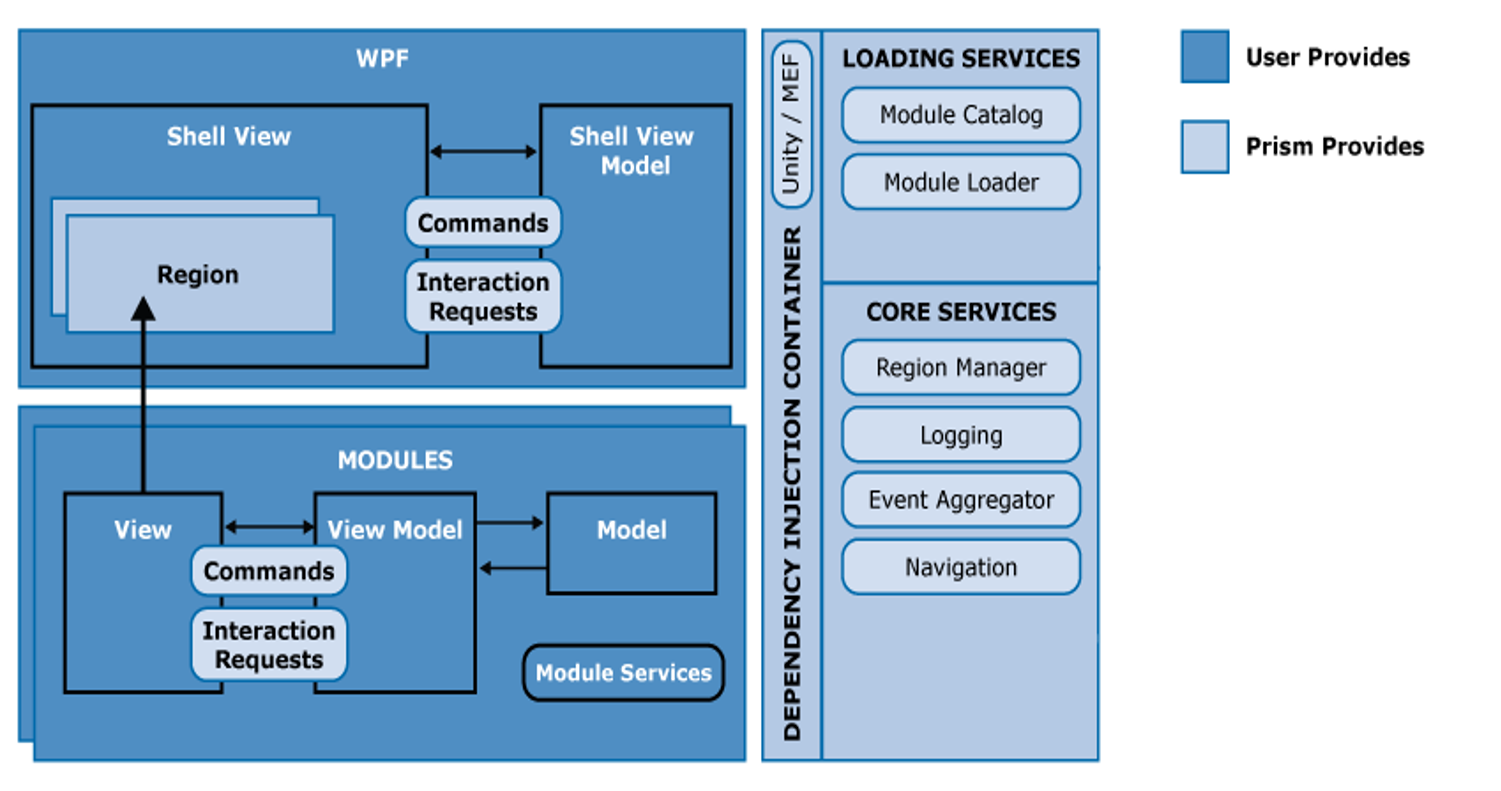 WPF
Shell View
Shell View
Model
Commands
Interaction
Requests
Region
MODULES
View
View Model
Model
Commands
Interaction
Requests
Module Services
Unity / MEF
DEPENDENCY INJECTION CONTAINER
LOADING SERVICES
Module Catalog
Module Loader
CORE SERVICES
Region Manager
Logging
Event Aggregator
Navigation
User Provides
Prism Provides